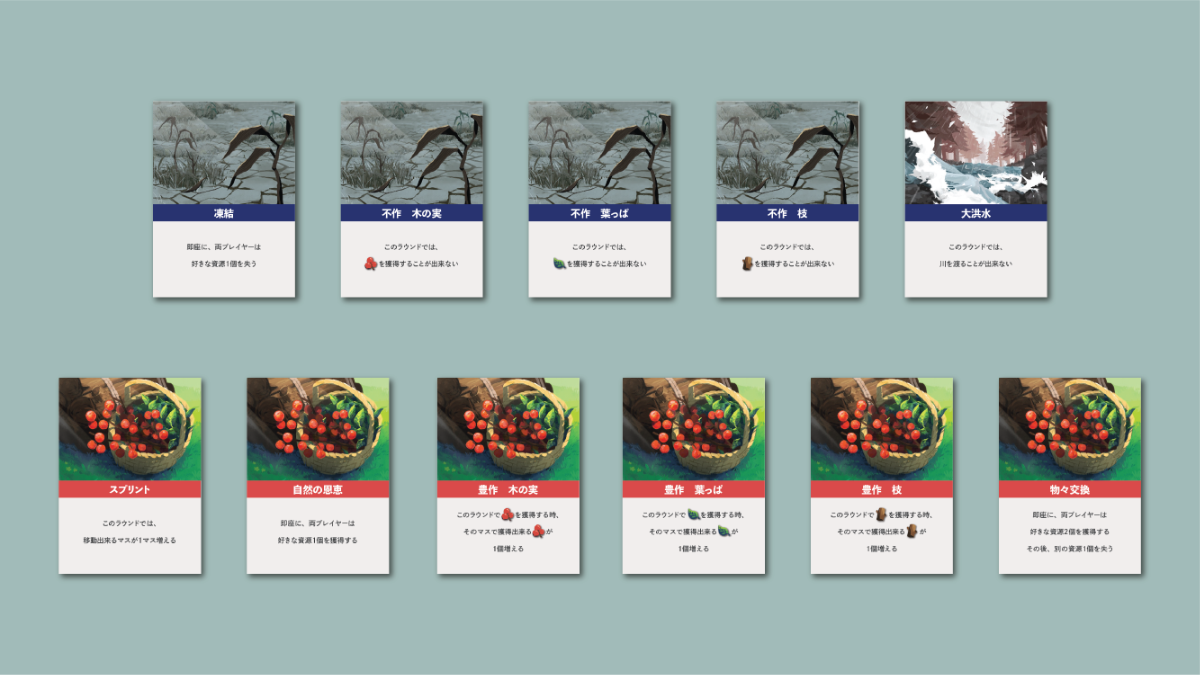 凍結
即座に、両プレイヤーは
好きな資源1個を失う
不作 木の実
このラウンドでは、
を獲得することが出来ない
不作 葉っぱ
このラウンドでは、
を獲得することが出来ない
不作 枝
このラウンドでは、
を獲得することが出来ない
大洪水
このラウンドでは、
川を渡ることが出来ない
スプリント
このラウンドでは、
移動出来るマスが1マス増える
自然の恩恵
即座に、両プレイヤーは
好きな資源1個を獲得する
豊作 木の実
このラウンドで を獲得する時、
そのマスで獲得出来る が
1個増える
豊作 葉っぱ
このラウンドで を獲得する時、
そのマスで獲得出来る が
1個増える
豊作 枝
このラウンドで を獲得する時、
そのマスで獲得出来る が
1個増える
物々交換
即座に、両プレイヤーは
好きな資源2個を獲得する
その後、別の資源1個を失う